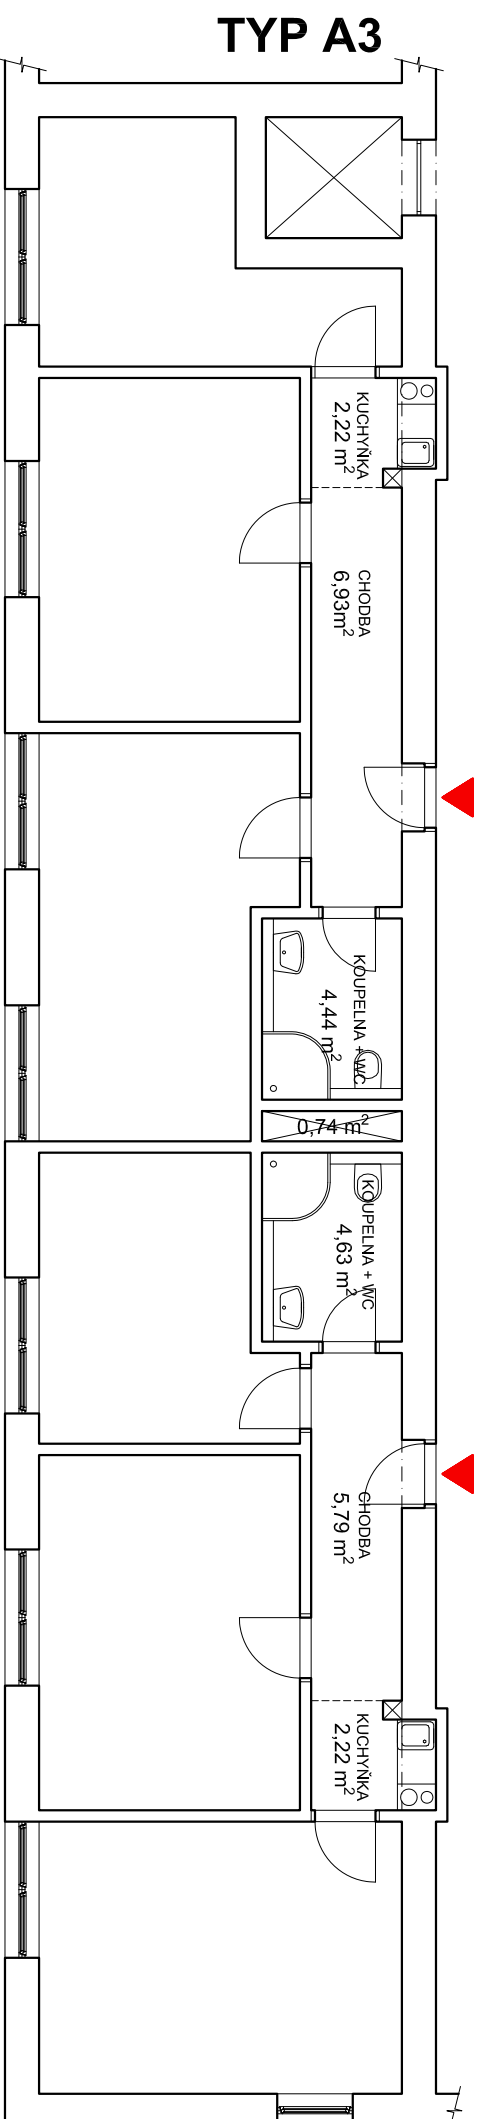 TYP A3
KUCHYŇKA
2,22 m²
CHODBA
6,93m²
KOUPELNA + WC
4,44 m²
0,74 m²
KOUPELNA + WC
4,63 m²
CHODBA
5,79 m²
KUCHYŇKA
2,22 m²